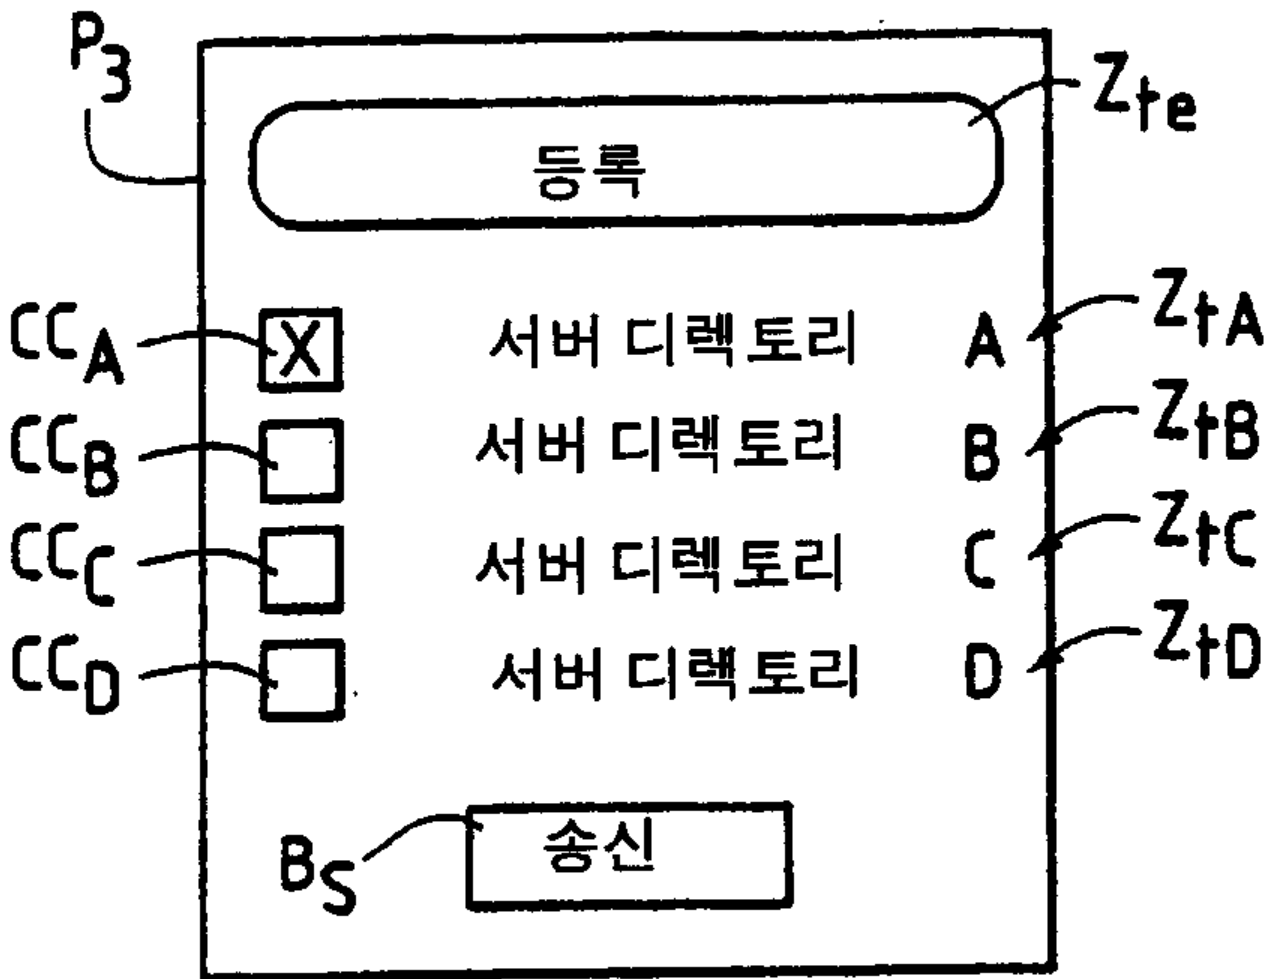 P3
Zte
등록
CCA X 서버 디렉토리 A ZtA
CCB 서버 디렉토리 B ZtB
CCC 서버 디렉토리 C ZtC
CCD 서버 디렉토리 D ZtD
BS 송신